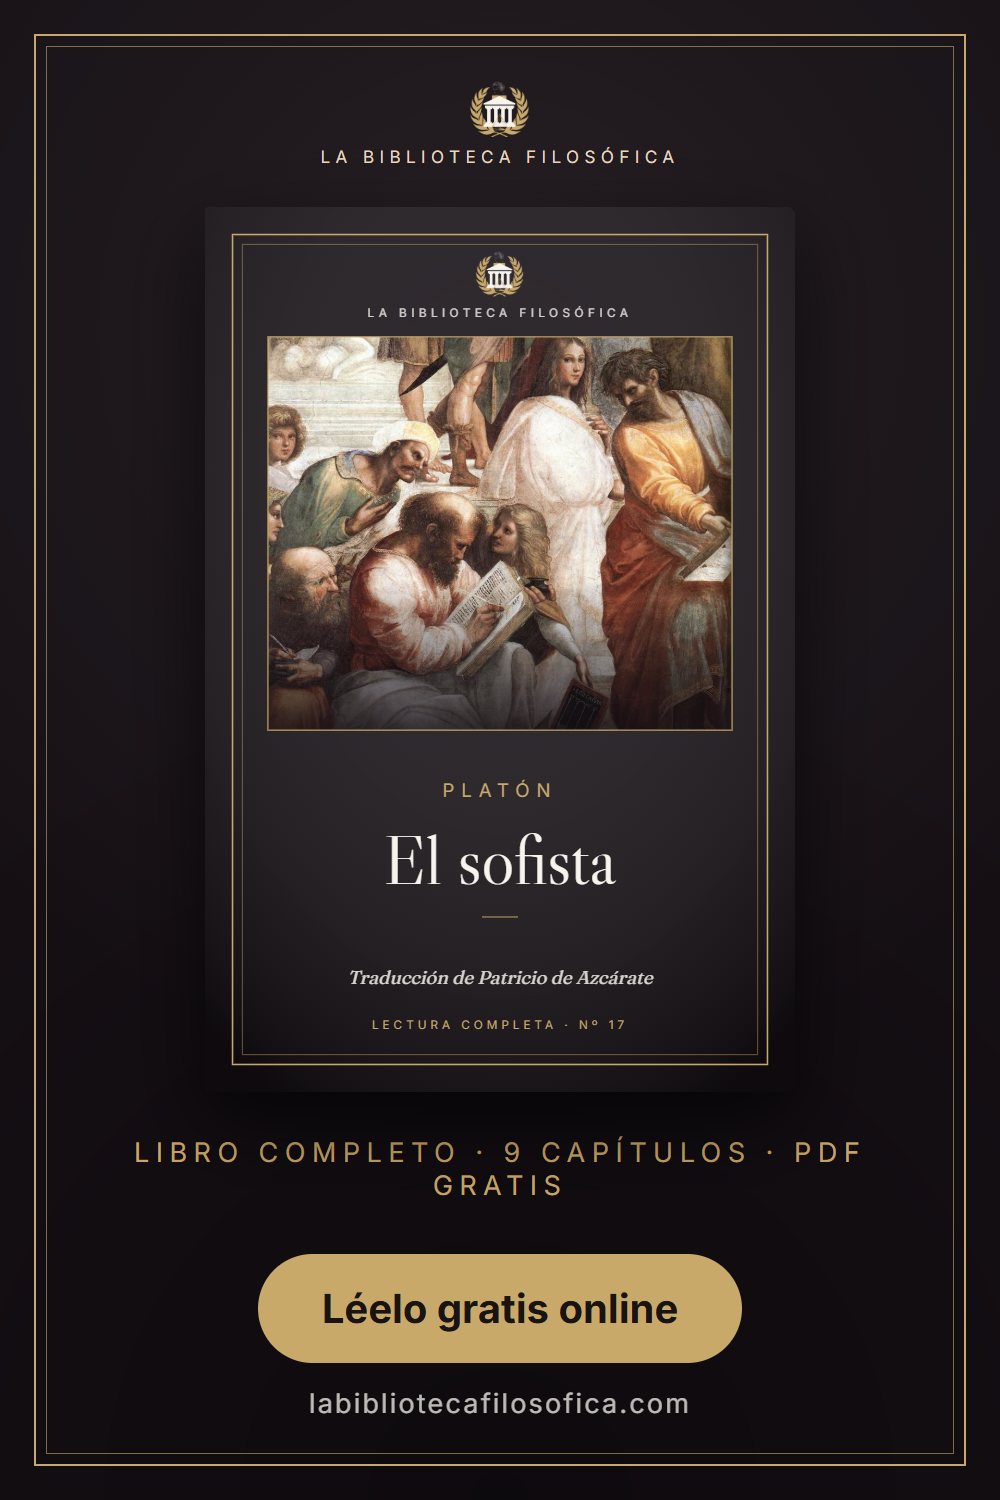 LA BIBLIOTECA FILOSÓFICA
LA BIBLIOTECA FILOSÓFICA
PLATÓN
El sofista
Traducción de Patricio de Azcárate
LECTURA COMPLETA · Nº 17
LIBRO COMPLETO · 9 CAPÍTULOS · PDF
GRATIS
Léelo gratis online
labibliotecafilosofica.com